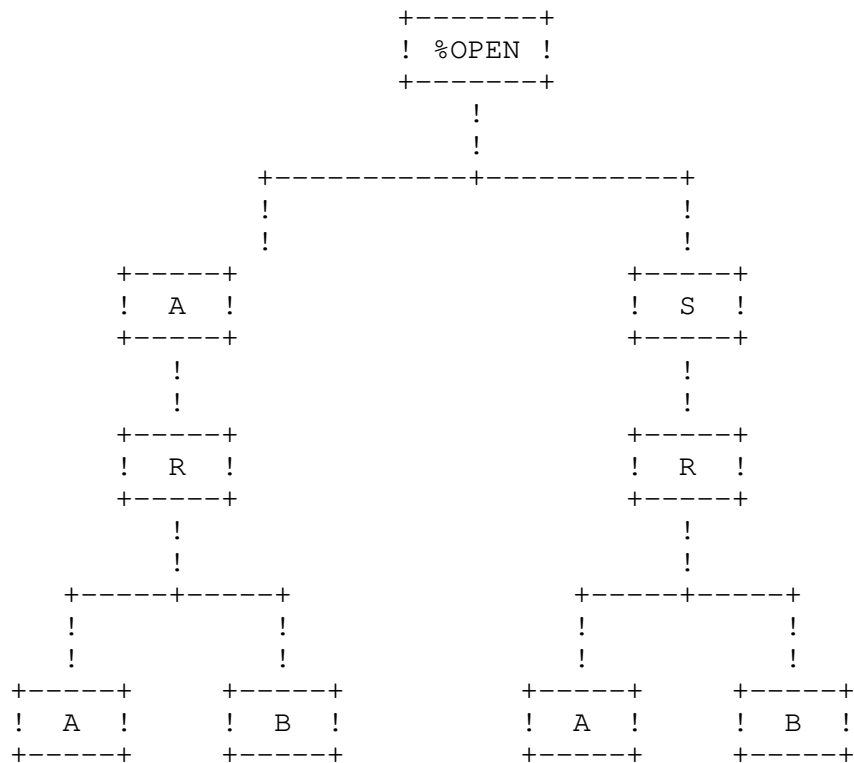 +-------+
! %OPEN !
+-------+
!
!
+-----------+-----------+
! !
! !
+-----+ +-----+
! A ! ! S !
+-----+ +-----+
! !
! !
+-----+ +-----+
! R ! ! R !
+-----+ +-----+
! !
! !
+-----+-----+ +-----+-----+
! ! ! !
! ! ! !
+-----+ +-----+ +-----+ +-----+
! A ! ! B ! ! A ! ! B !
+-----+ +-----+ +-----+ +-----+